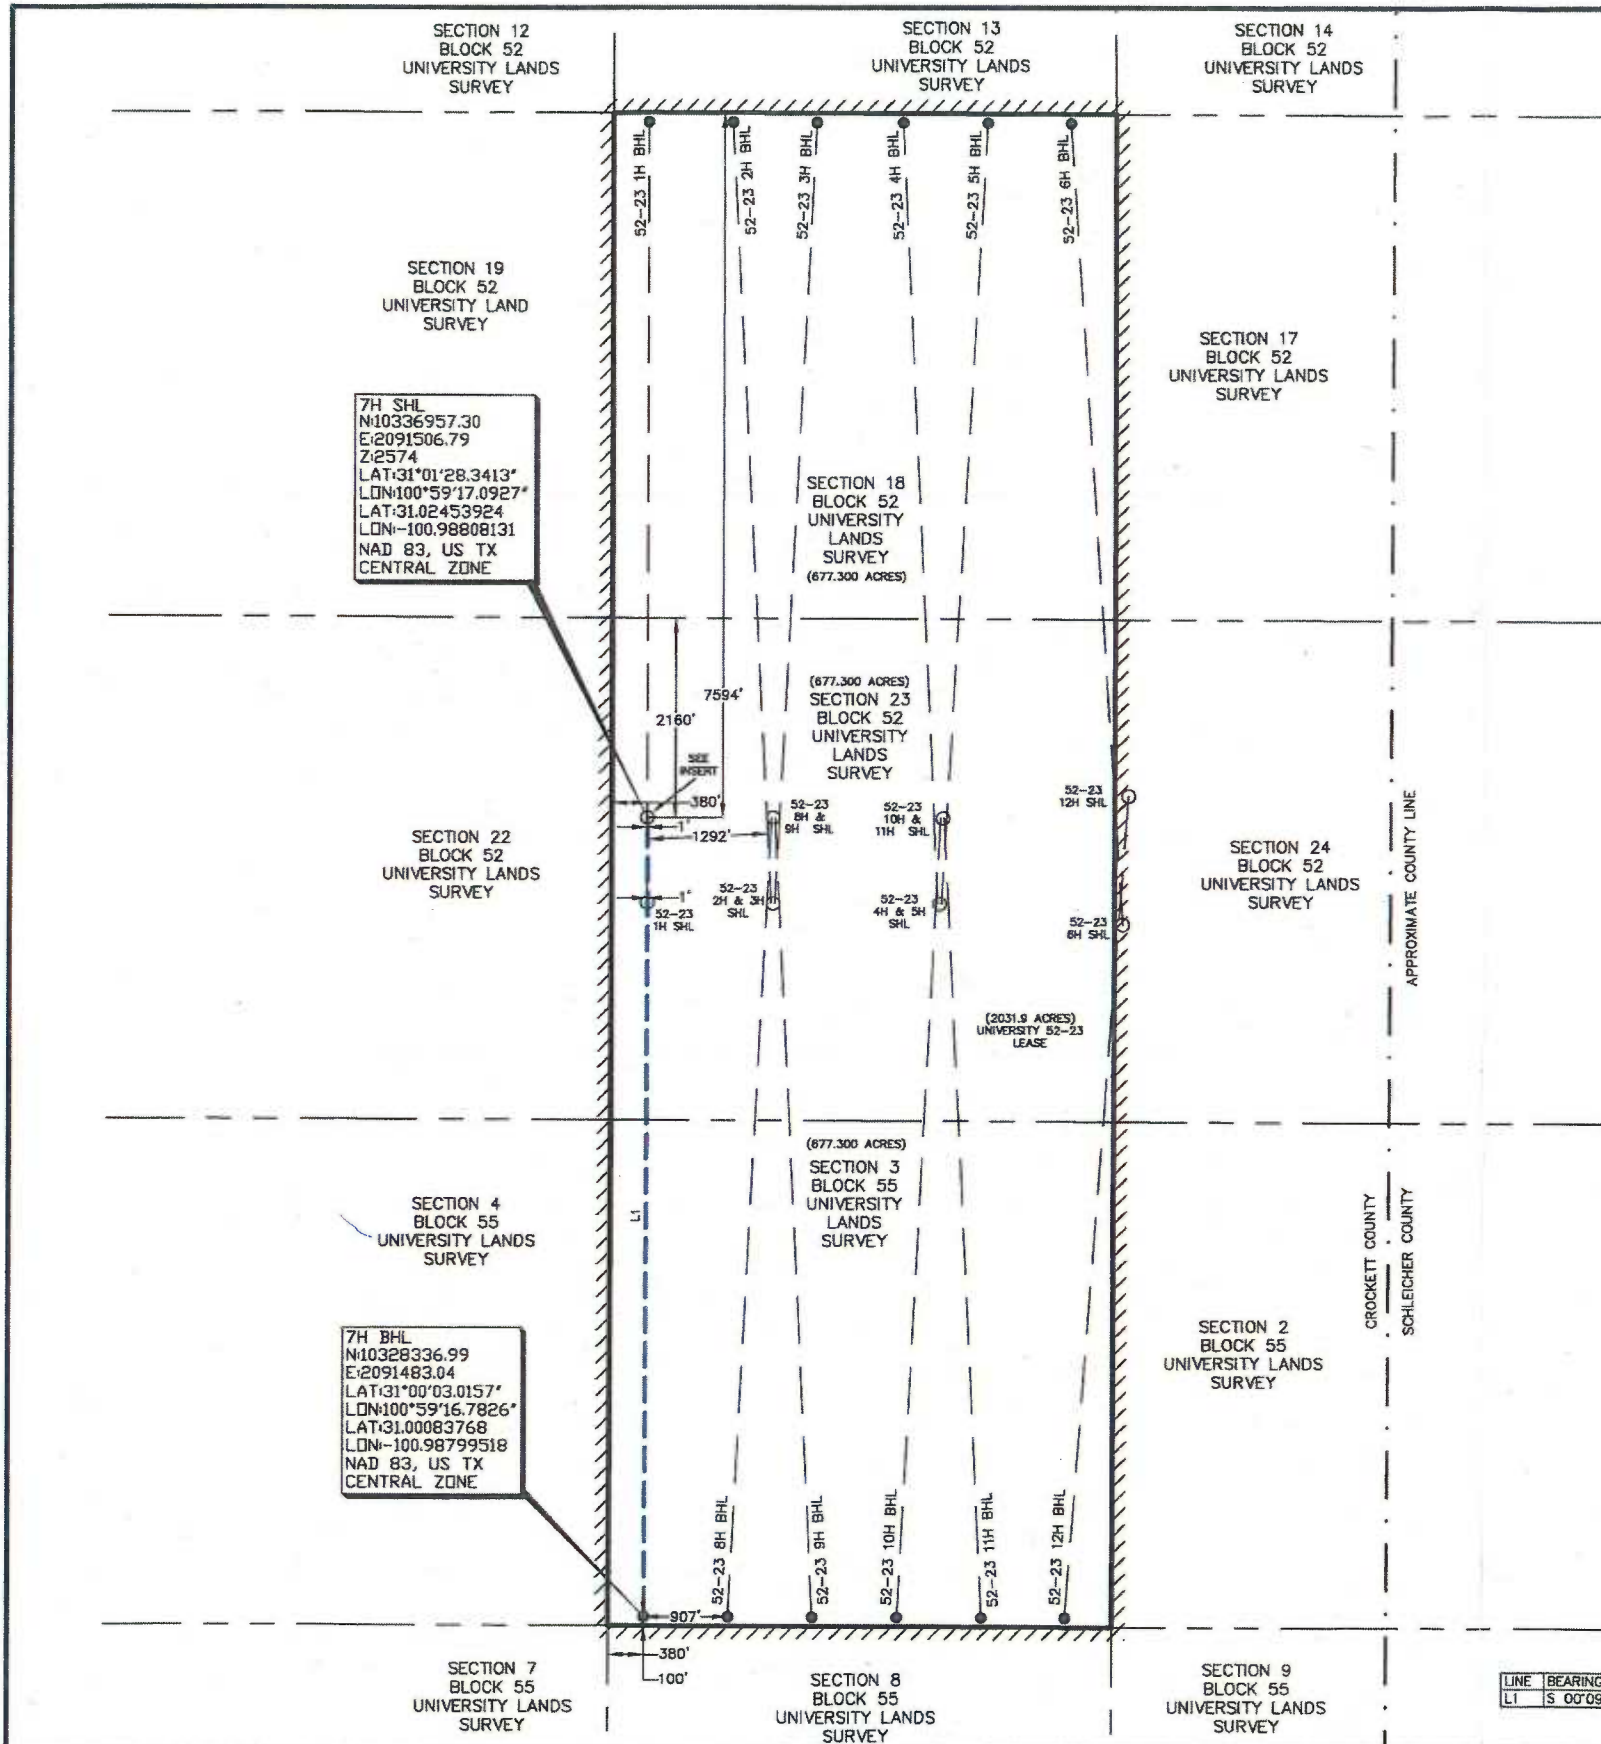 SECTION 12
BLOCK 52
UNIVERSITY LANDS
SURVEY
SECTION 13
BLOCK 52
UNIVERSITY LANDS
SURVEY
SECTION 14
BLOCK 52
UNIVERSITY LANDS
SURVEY
52-23 1H BHL
52-23 2H BHL
52-23 3H BHL
52-23 4H BHL
52-23 5H BHL
52-23 6H BHL
SECTION 19
BLOCK 52
UNIVERSITY LAND
SURVEY
SECTION 17
BLOCK 52
UNIVERSITY LANDS
SURVEY
7H SHL
N:10336957.30
E:2091506.79
Z:2574
LAT:31°01'28.3413"
LON:100°59'17.0927"
LAT:31.02453924
LON:-100.98808131
NAD 83, US TX
CENTRAL ZONE
SECTION 18
BLOCK 52
UNIVERSITY
LANDS
SURVEY
(677.300 ACRES)
(677.300 ACRES)
SECTION 23
BLOCK 52
UNIVERSITY
LANDS
SURVEY
7594'
2160'
SEE
INSERT
380'
1'
1292'
52-23
8H &
9H SHL
52-23
10H &
11H SHL
52-23
12H SHL
SECTION 22
BLOCK 52
UNIVERSITY LANDS
SURVEY
SECTION 24
BLOCK 52
UNIVERSITY LANDS
SURVEY
APPROXIMATE COUNTY LINE
1'
52-23
1H SHL
52-23
2H & 3H
SHL
52-23
4H & 5H
SHL
52-23
6H SHL
(2031.9 ACRES)
UNIVERSITY 52-23
LEASE
(677.300 ACRES)
SECTION 3
BLOCK 55
UNIVERSITY
LANDS
SURVEY
SECTION 4
BLOCK 55
UNIVERSITY LANDS
SURVEY
L1
CROCKETT COUNTY
SCHLEICHER COUNTY
SECTION 2
BLOCK 55
UNIVERSITY LANDS
SURVEY
7H BHL
N:10328336.99
E:2091483.04
LAT:31°00'03.0157"
LON:100°59'16.7826"
LAT:31.00083768
LON:-100.98799518
NAD 83, US TX
CENTRAL ZONE
52-23 8H BHL
52-23 9H BHL
52-23 10H BHL
52-23 11H BHL
52-23 12H BHL
907'
380'
100'
SECTION 7
BLOCK 55
UNIVERSITY LANDS
SURVEY
SECTION 8
BLOCK 55
UNIVERSITY LANDS
SURVEY
SECTION 9
BLOCK 55
UNIVERSITY LANDS
SURVEY
LINE BEARING
L1 S 00°09